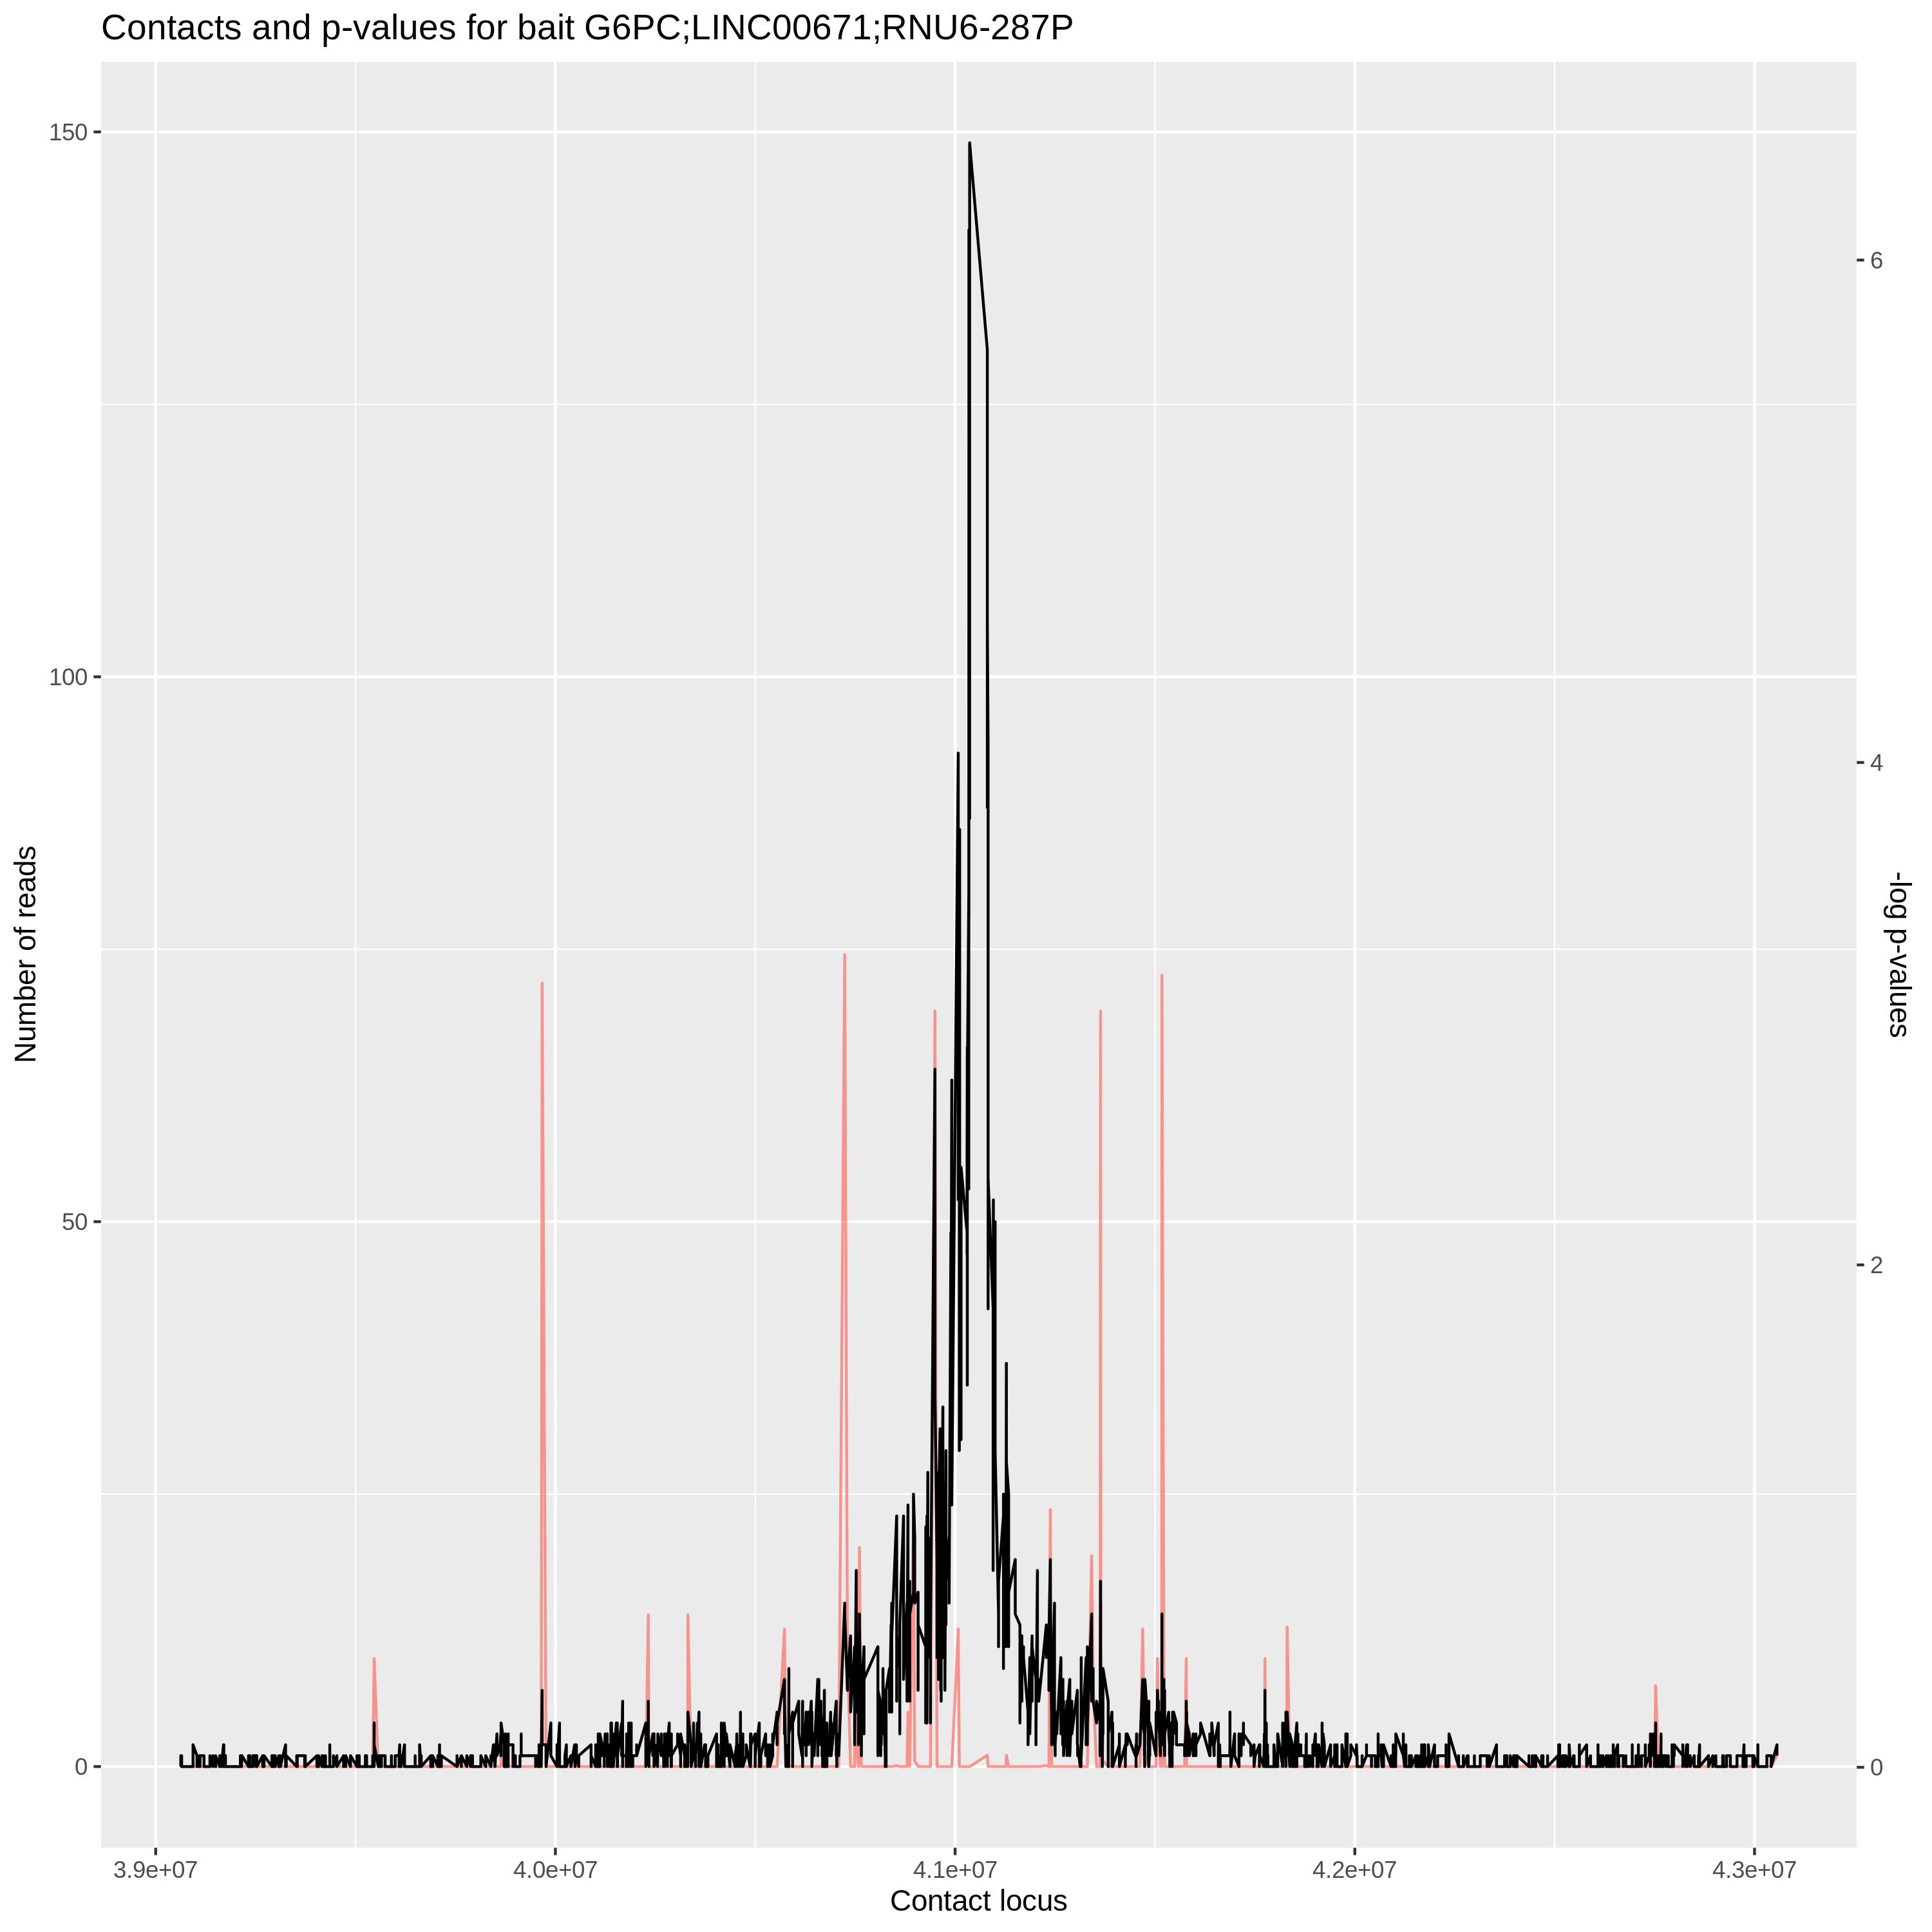 Contacts and p-values for bait G6PC;LINC00671;RNU6-287P
150
100
50
0
Number of reads
6
4
2
0
-log p-values
3.9e+07
4.0e+07
4.1e+07
4.2e+07
4.3e+07
Contact locus